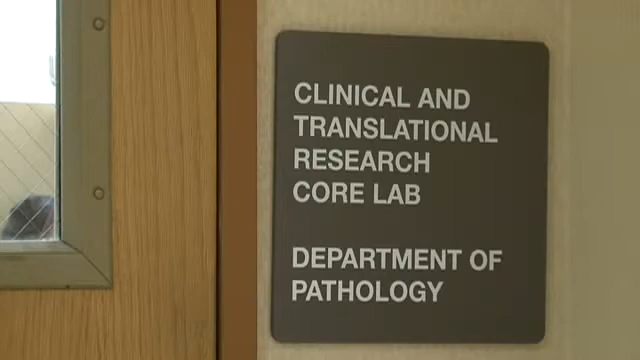 CLINICAL AND
TRANSLATIONAL
RESEARCH
CORE LAB
DEPARTMENT OF
PATHOLOGY